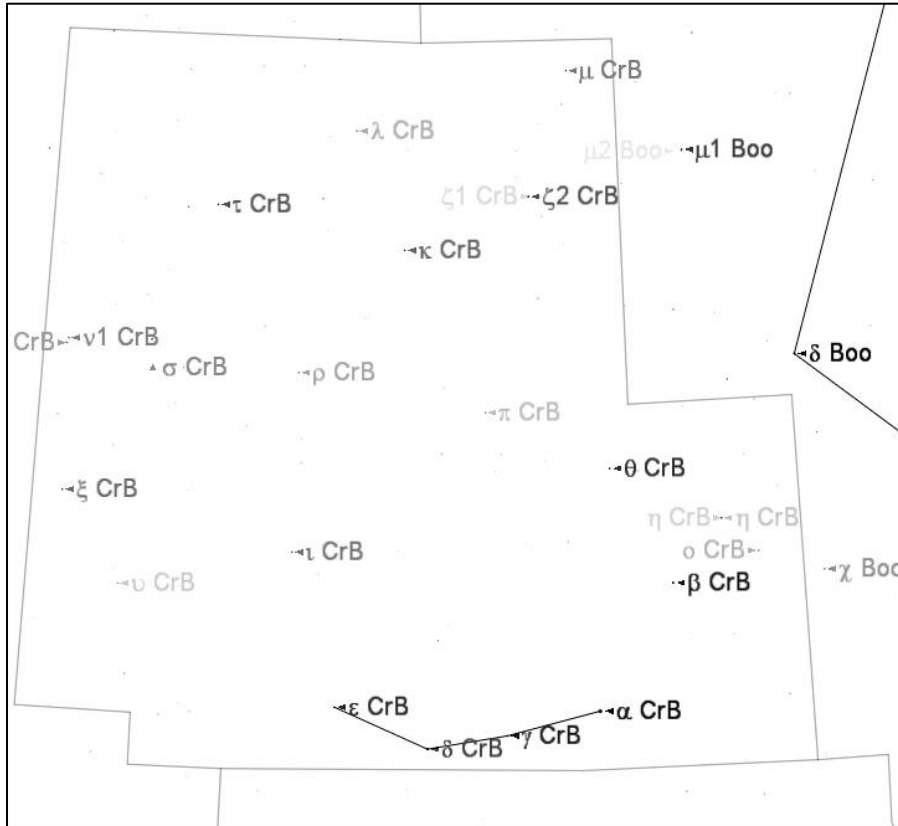 μ CrB
λ CrB
μ2 Boo
μ1 Boo
ζ1 CrB
ζ2 CrB
τ CrB
κ CrB
CrB
ν1 CrB
δ Boo
σ CrB
ρ CrB
π CrB
θ CrB
ξ CrB
η CrB
η CrB
ο CrB
ι CrB
χ Boo
υ CrB
β CrB
ε CrB
α CrB
γ CrB
δ CrB